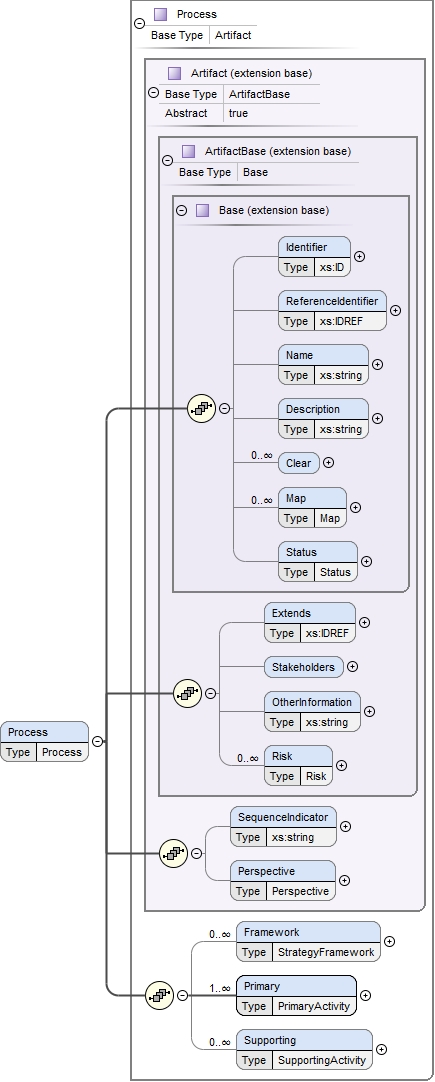 Process
Base Type Artifact
Artifact (extension base)
Base Type ArtifactBase
Abstract true
ArtifactBase (extension base)
Base Type Base
Base (extension base)
Identifier
Type xs:ID
ReferenceIdentifier
Type xs:IDREF
Name
Type xs:string
Description
Type xs:string
0..∞
Clear
0..∞
Map
Type Map
Status
Type Status
Extends
Type xs:IDREF
Stakeholders
OtherInformation
Type xs:string
0..∞
Risk
Type Risk
Process
Type Process
SequenceIndicator
Type xs:string
Perspective
Type Perspective
0..∞
Framework
Type StrategyFramework
1..∞
Primary
Type PrimaryActivity
0..∞
Supporting
Type SupportingActivity